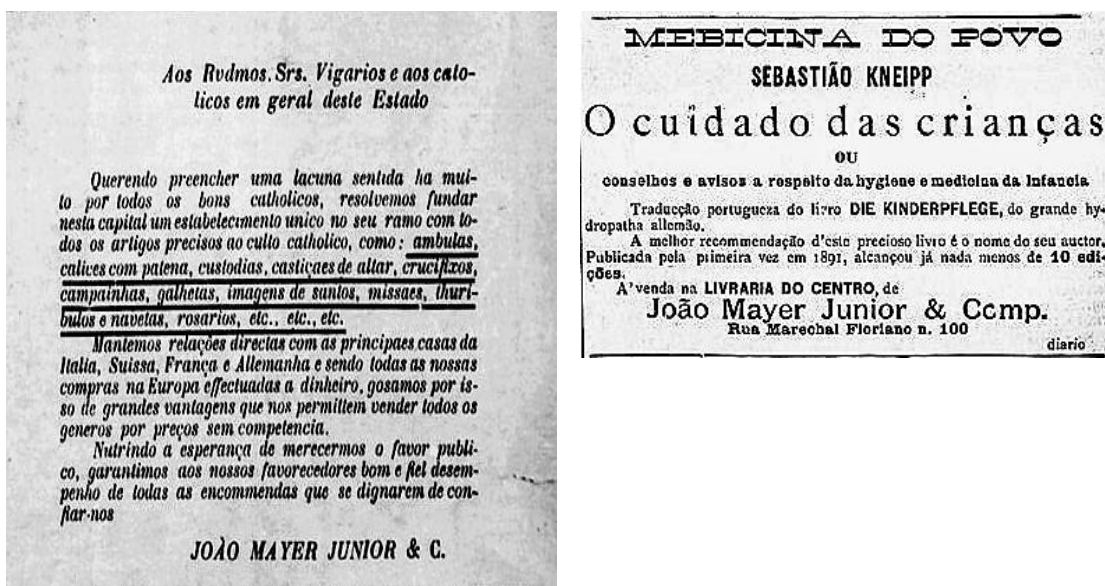 Aos Rvdmos. Srs. Vigarios e aos cato-
licos em geral deste Estado
Querendo preencher uma lacuna sentida ha mui-
to por todos os bons catholicos, resolvemos fundar
nesta capital um estabelecimento unico no seu ramo com to-
dos os artigos precisos ao culto catholico, como: ambulas,
calices com patena, custodias, castiçaes de altar, crucifixos,
campainhas, galhetas, imagens de santos, missaes, thuri-
bulos e navetas, rosarios, etc., etc., etc.
Mantemos relações directas com as principaes casas da
Italia, Suissa, França e Allemanha e sendo todas as nossas
compras na Europa effectuadas a dinheiro, gosamos por is-
so de grandes vantagens que nos permittem vender todos os
generos por preços sem competencia.
Nutrindo a esperança de merecermos o favor publi-
co, garantimos aos nossos favorecedores bom e fiel desem-
penho de todas as encommendas que se dignarem de con-
fiar-nos
JOÃO MAYER JUNIOR & C.
MEBICINA DO POVO
SEBASTIÃO KNEIPP
O cuidado das crianças
OU
conselhos e avisos a respeito da hygiene e medicina da Infancia
Traducção portugueza do livro DIE KINDERPFLEGE, do grande hy-
dropatha allemão.
A melhor recommendação d'este precioso livro é o nome do seu auctor.
Publicada pela primeira vez em 1891, alcançou já nada menos de 10 edi-
ções.
A'venda na LIVRARIA DO CENTRO, de
João Mayer Junior & Comp.
Rua Marechal Floriano n. 100
diario